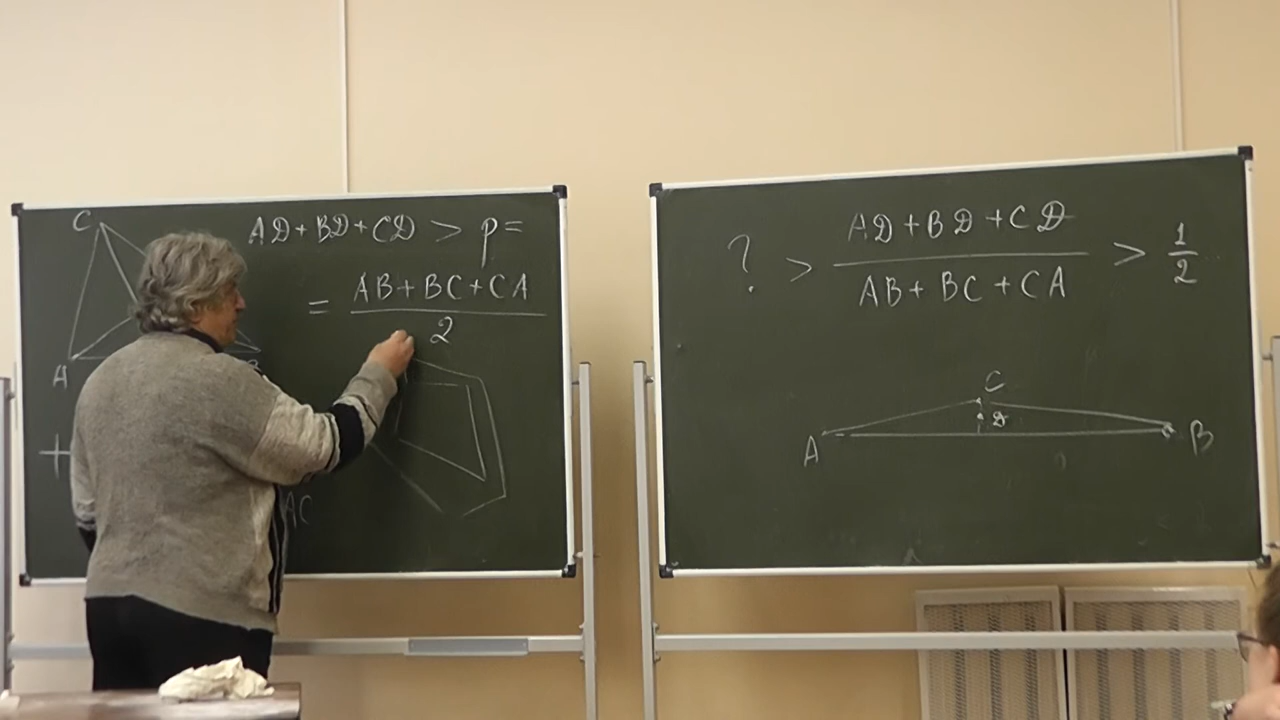 C
AD + BD + CD > p =
= AB + BC + CA / 2
A
+
AC
? > AD + BD + CD / AB + BC + CA > 1/2
C
D
A B